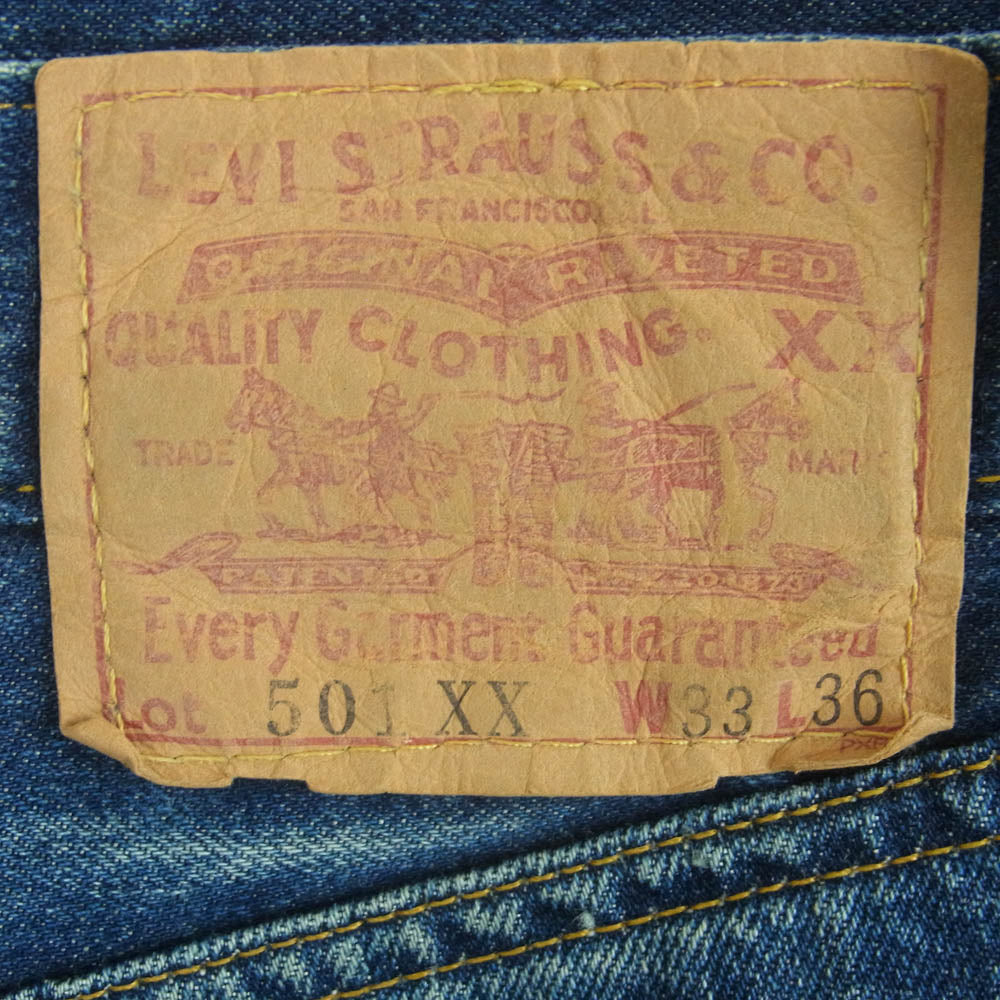 LEVI STRAUSS & CO.
SAN FRANCISCO CAL
ORIGINAL RIVETED
QUALITY CLOTHING. XX
TRADE MARK
PATENTED
Every Garment Guaranteed
Lot 501 XX W33 L36